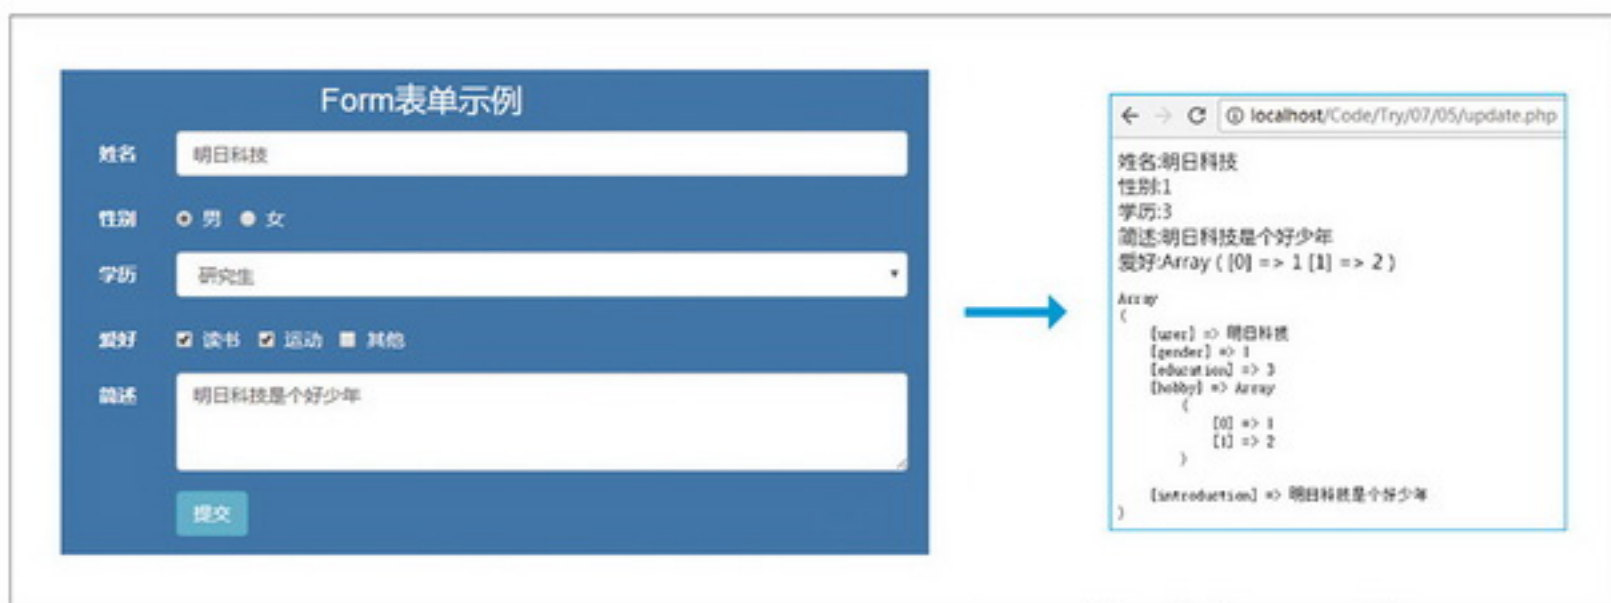 Form表单示例
姓名
明日科技
性别
男 女
学历
研究生
爱好
读书 运动 其他
简述
明日科技是个好少年
提交
localhost/Code/Try/07/05/update.php
姓名:明日科技
性别:1
学历:3
简述:明日科技是个好少年
爱好:Array ( [0] => 1 [1] => 2 )
Array
(
[user] => 明日科技
[gender] => 1
[education] => 3
[hobby] => Array
(
[0] => 1
[1] => 2
)
[introduction] => 明日科技是个好少年
)